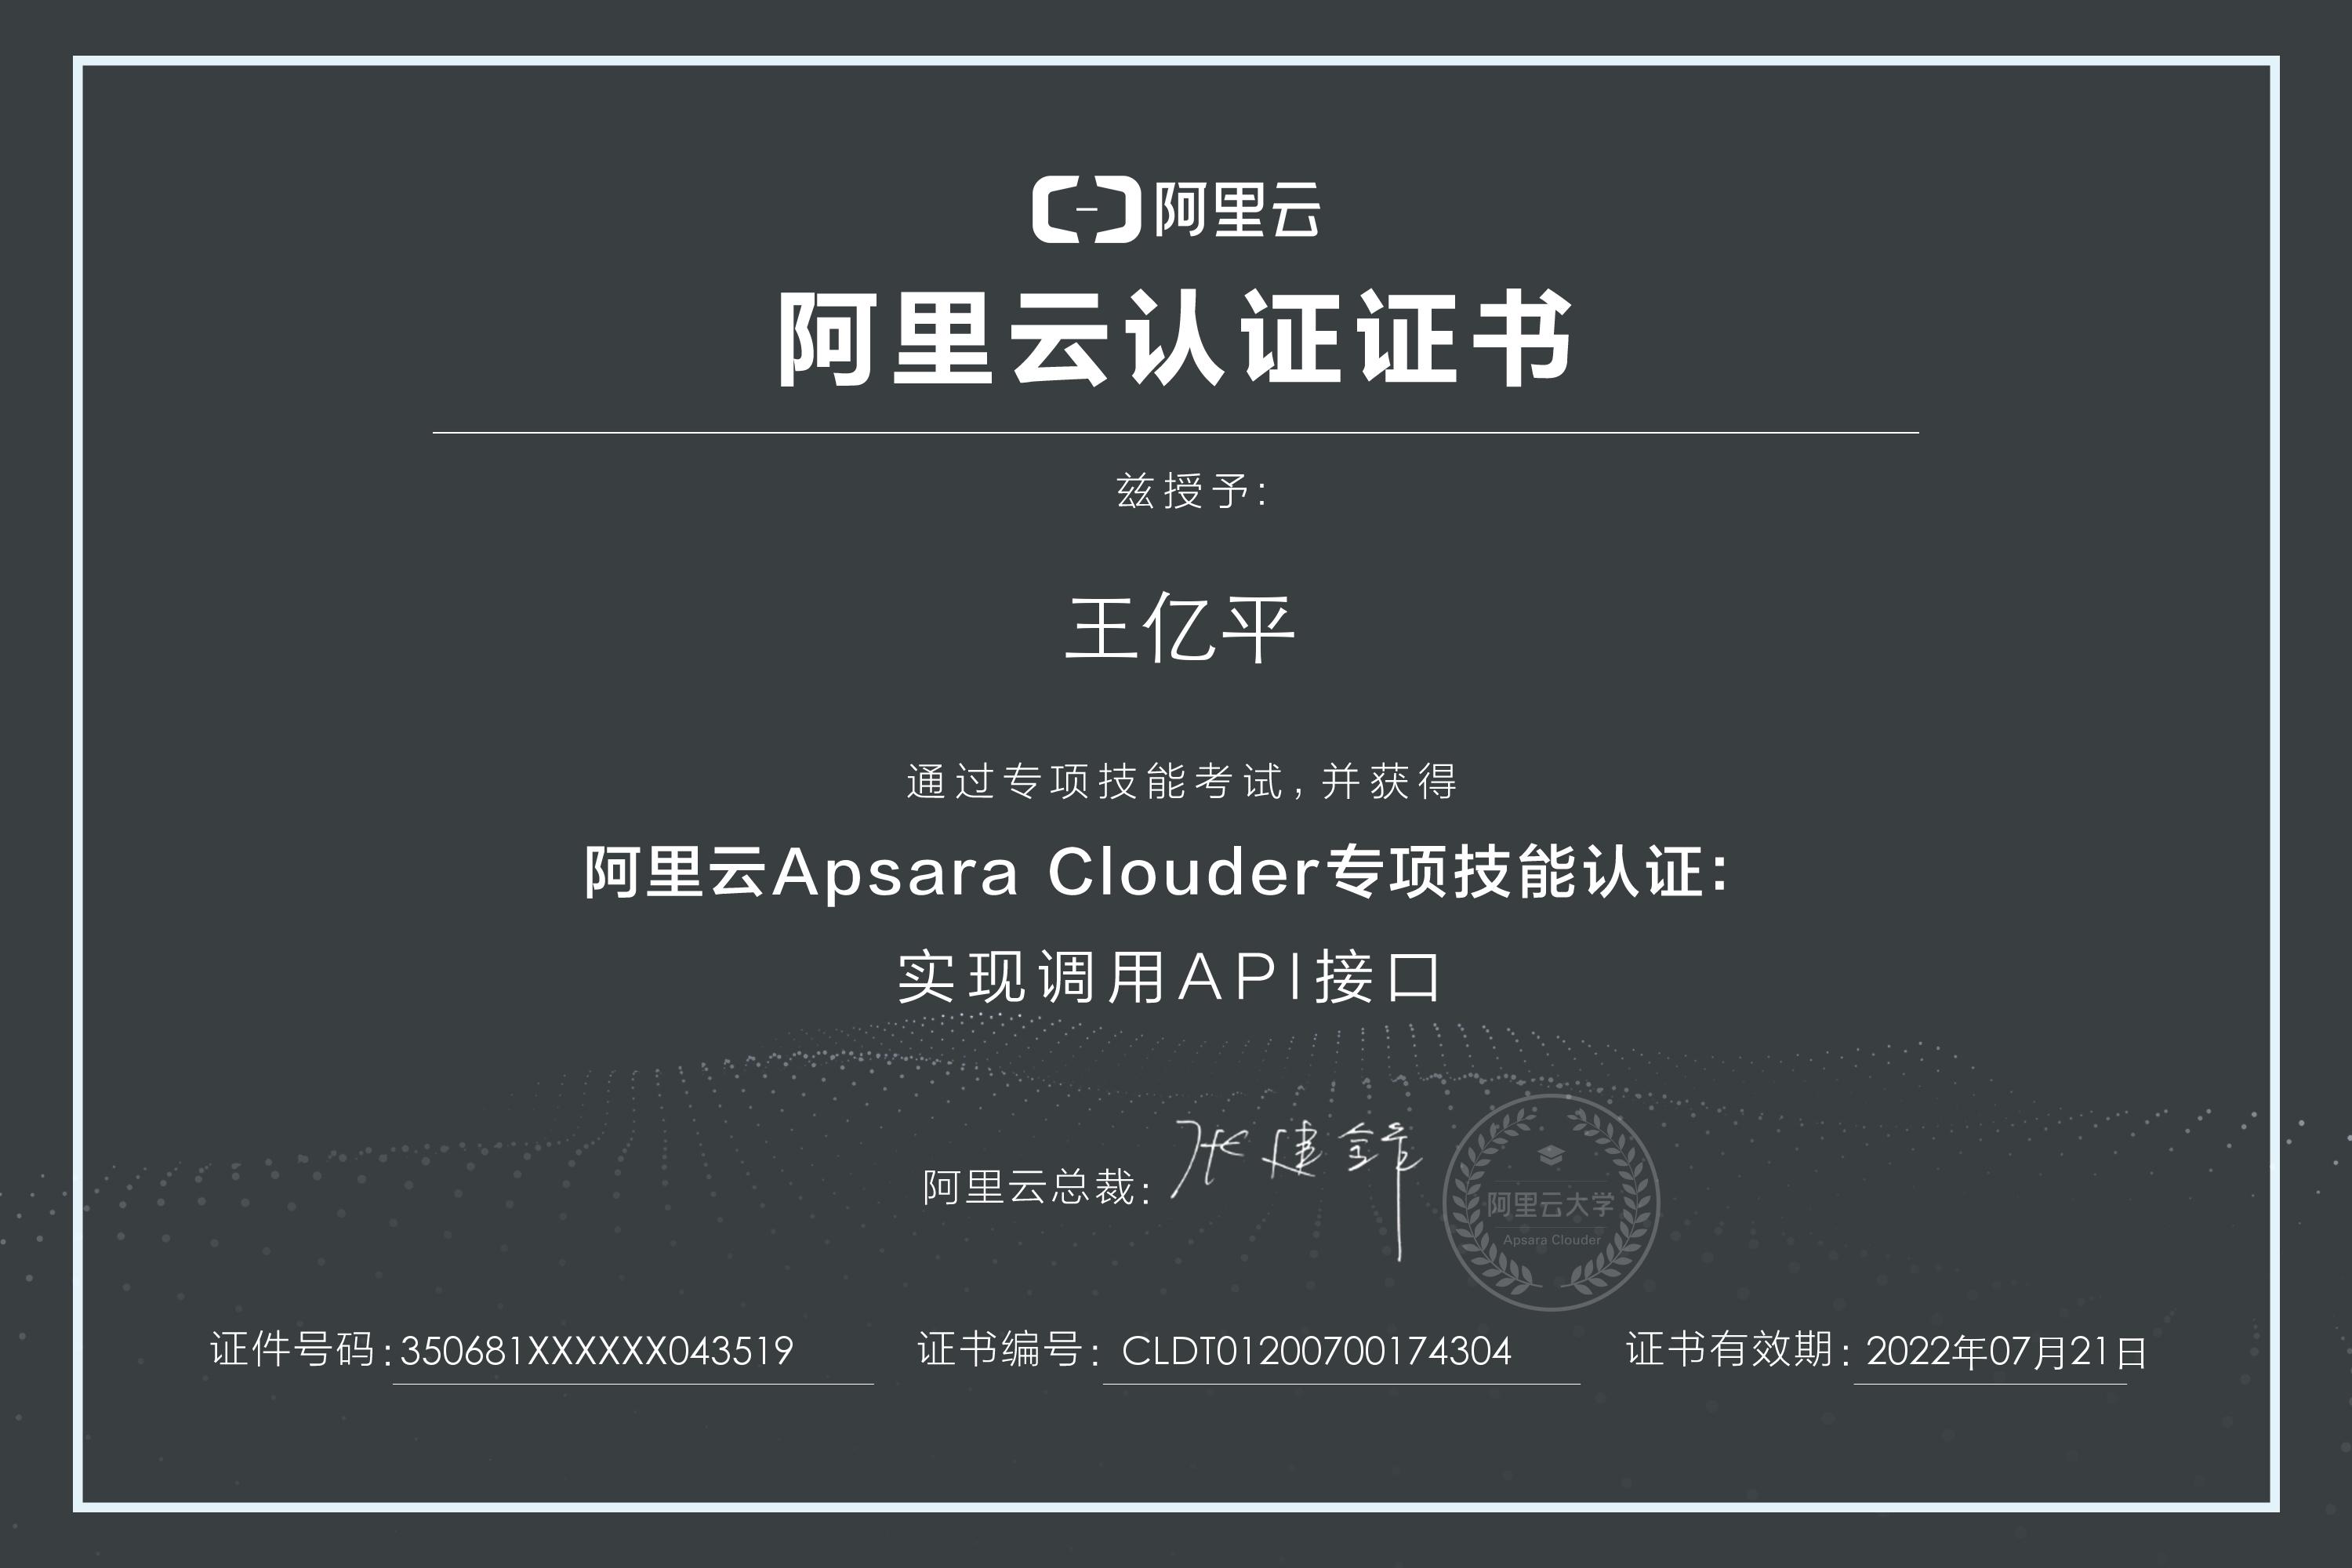 阿里云
阿里云认证证书
兹授予：
王亿平
通过专项技能考试，并获得
阿里云Apsara Clouder专项技能认证：
实现调用API接口
阿里云总裁：张建锋
阿里云大学
Apsara Clouder
证件号码：350681XXXXXXXX043519
证书编号：CLDT01200700174304
证书有效期：2022年07月21日